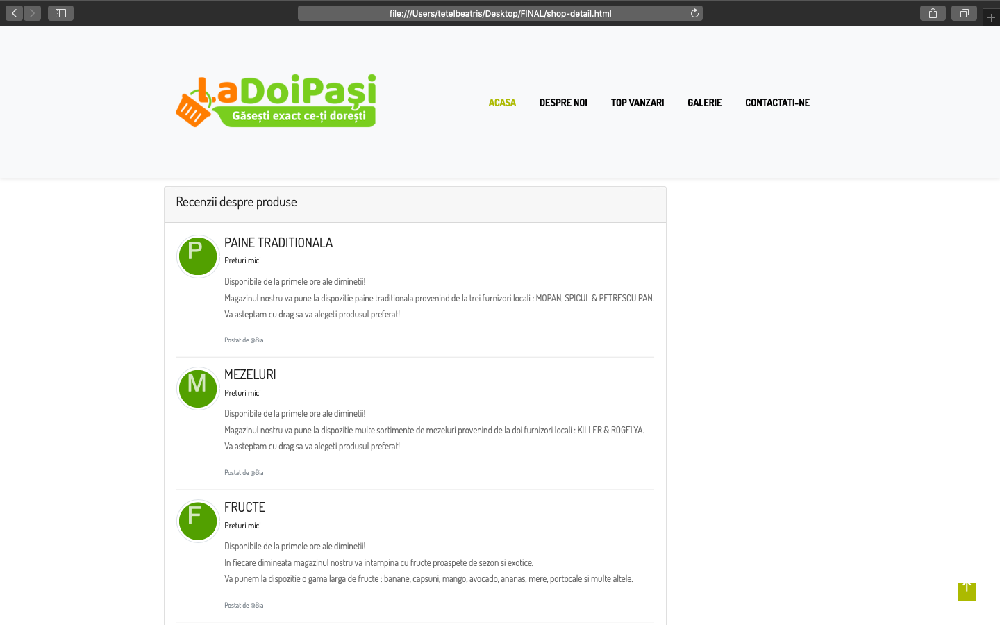 file:///Users/tetelbeatris/Desktop/FINAL/shop-detail.html
LaDoiPași
Găsești exact ce-ți dorești
ACASA DESPRE NOI TOP VANZARI GALERIE CONTACTATI-NE
Recenzii despre produse
P
PAINE TRADITIONALA
Preturi mici
Disponibile de la primele ore ale diminetii!
Magazinul nostru va pune la dispozitie paine traditionala provenind de la trei furnizori locali : MOPAN, SPICUL & PETRESCU PAN.
Va asteptam cu drag sa va alegeti produsul preferat!
Postat de @Bia
M
MEZELURI
Preturi mici
Disponibile de la primele ore ale diminetii!
Magazinul nostru va pune la dispozitie multe sortimente de mezeluri provenind de la doi furnizori locali : KILLER & ROGELYA.
Va asteptam cu drag sa va alegeti produsul preferat!
Postat de @Bia
F
FRUCTE
Preturi mici
Disponibile de la primele ore ale diminetii!
In fiecare dimineata magazinul nostru va intampina cu fructe proaspete de sezon si exotice.
Va punem la dispozitie o gama larga de fructe : banane, capsuni, mango, avocado, ananas, mere, portocale si multe altele.
Postat de @Bia